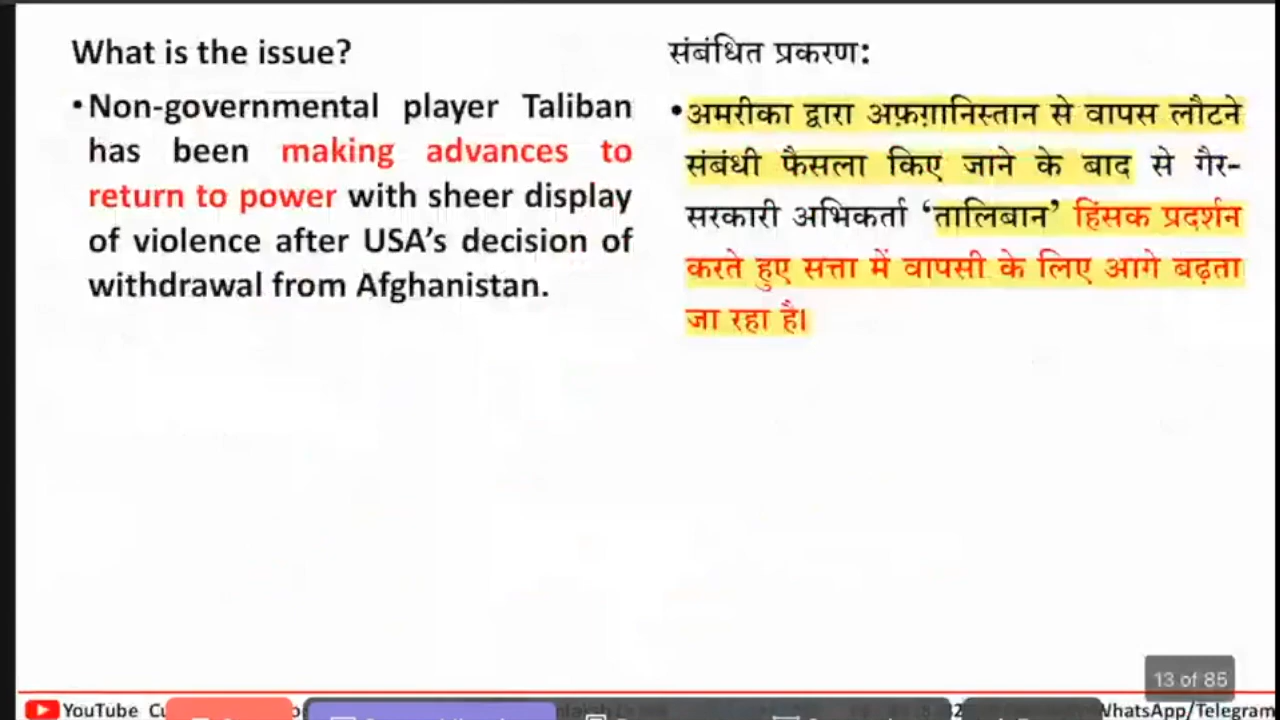 What is the issue?
•Non-governmental player Taliban
has been making advances to
return to power with sheer display
of violence after USA’s decision of
withdrawal from Afghanistan.
संबंधित प्रकरण:
•अमरीका द्वारा अफ़ग़ानिस्तान से वापस लौटने
संबंधी फैसला किए जाने के बाद से गैर-
सरकारी अभिकर्ता ‘तालिबान’ हिंसक प्रदर्शन
करते हुए सत्ता में वापसी के लिए आगे बढ़ता
जा रहा है।
13 of 85
YouTube WhatsApp/Telegram